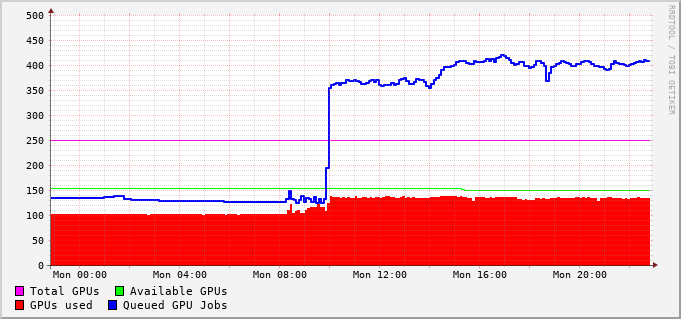 500
450
400
350
300
250
200
150
100
50
0
Mon 00:00 Mon 04:00 Mon 08:00 Mon 12:00 Mon 16:00 Mon 20:00
Total GPUs Available GPUs
GPUs used Queued GPU Jobs
RRDTOOL / TOBI OETIKER